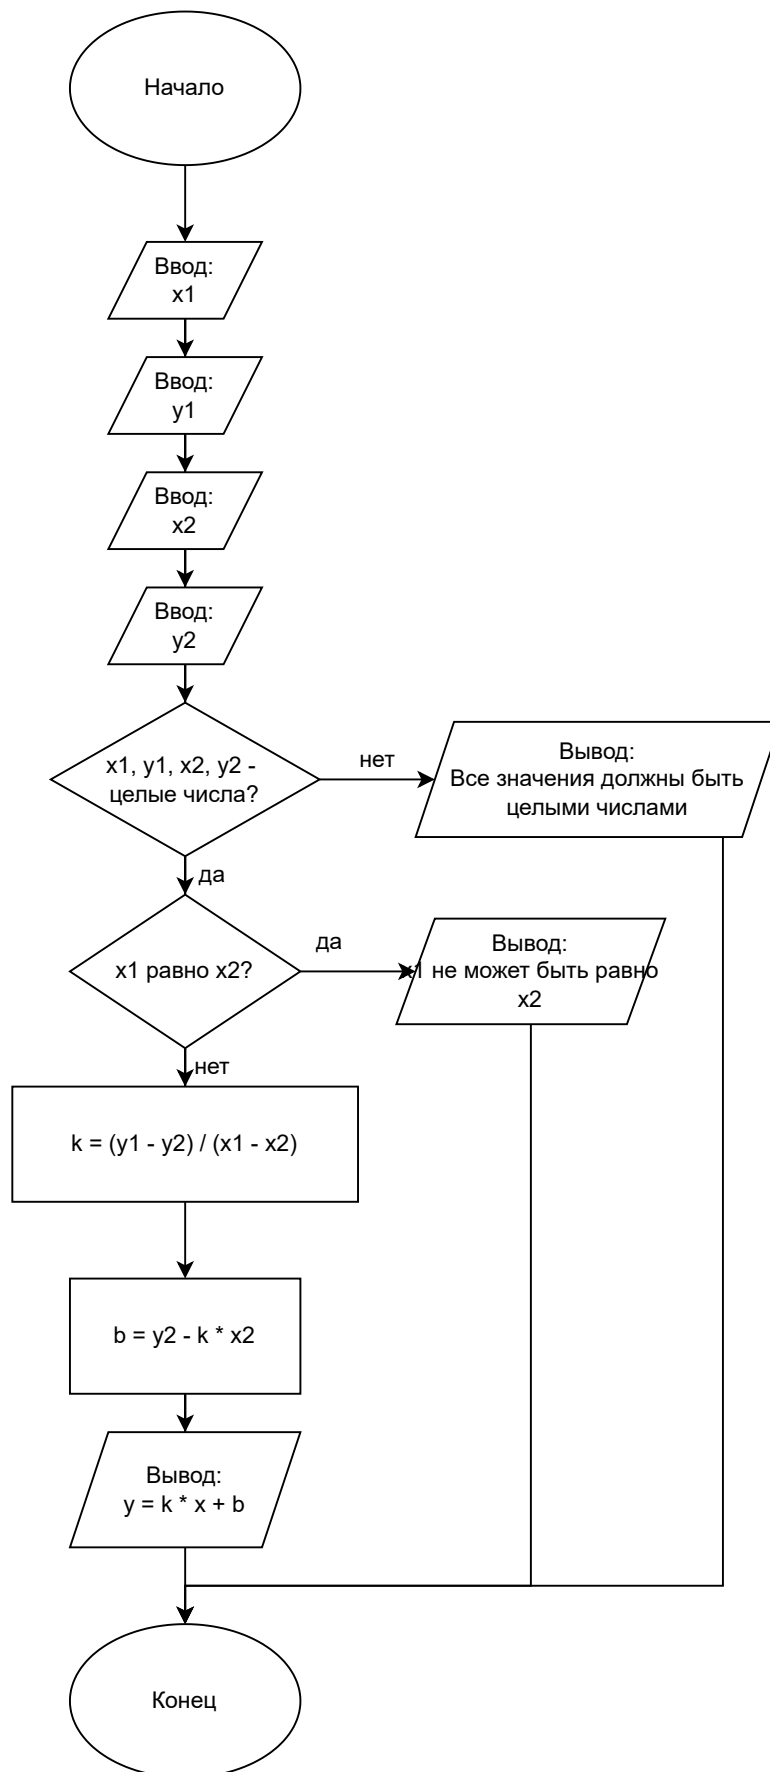 Начало
Ввод:
x1
Ввод:
y1
Ввод:
x2
Ввод:
y2
x1, y1, x2, y2 -
целые числа?
нет
Вывод:
Все значения должны быть
целыми числами
да
x1 равно x2?
да
Вывод:
x1 не может быть равно
x2
нет
k = (y1 - y2) / (x1 - x2)
b = y2 - k * x2
Вывод:
y = k * x + b
Конец